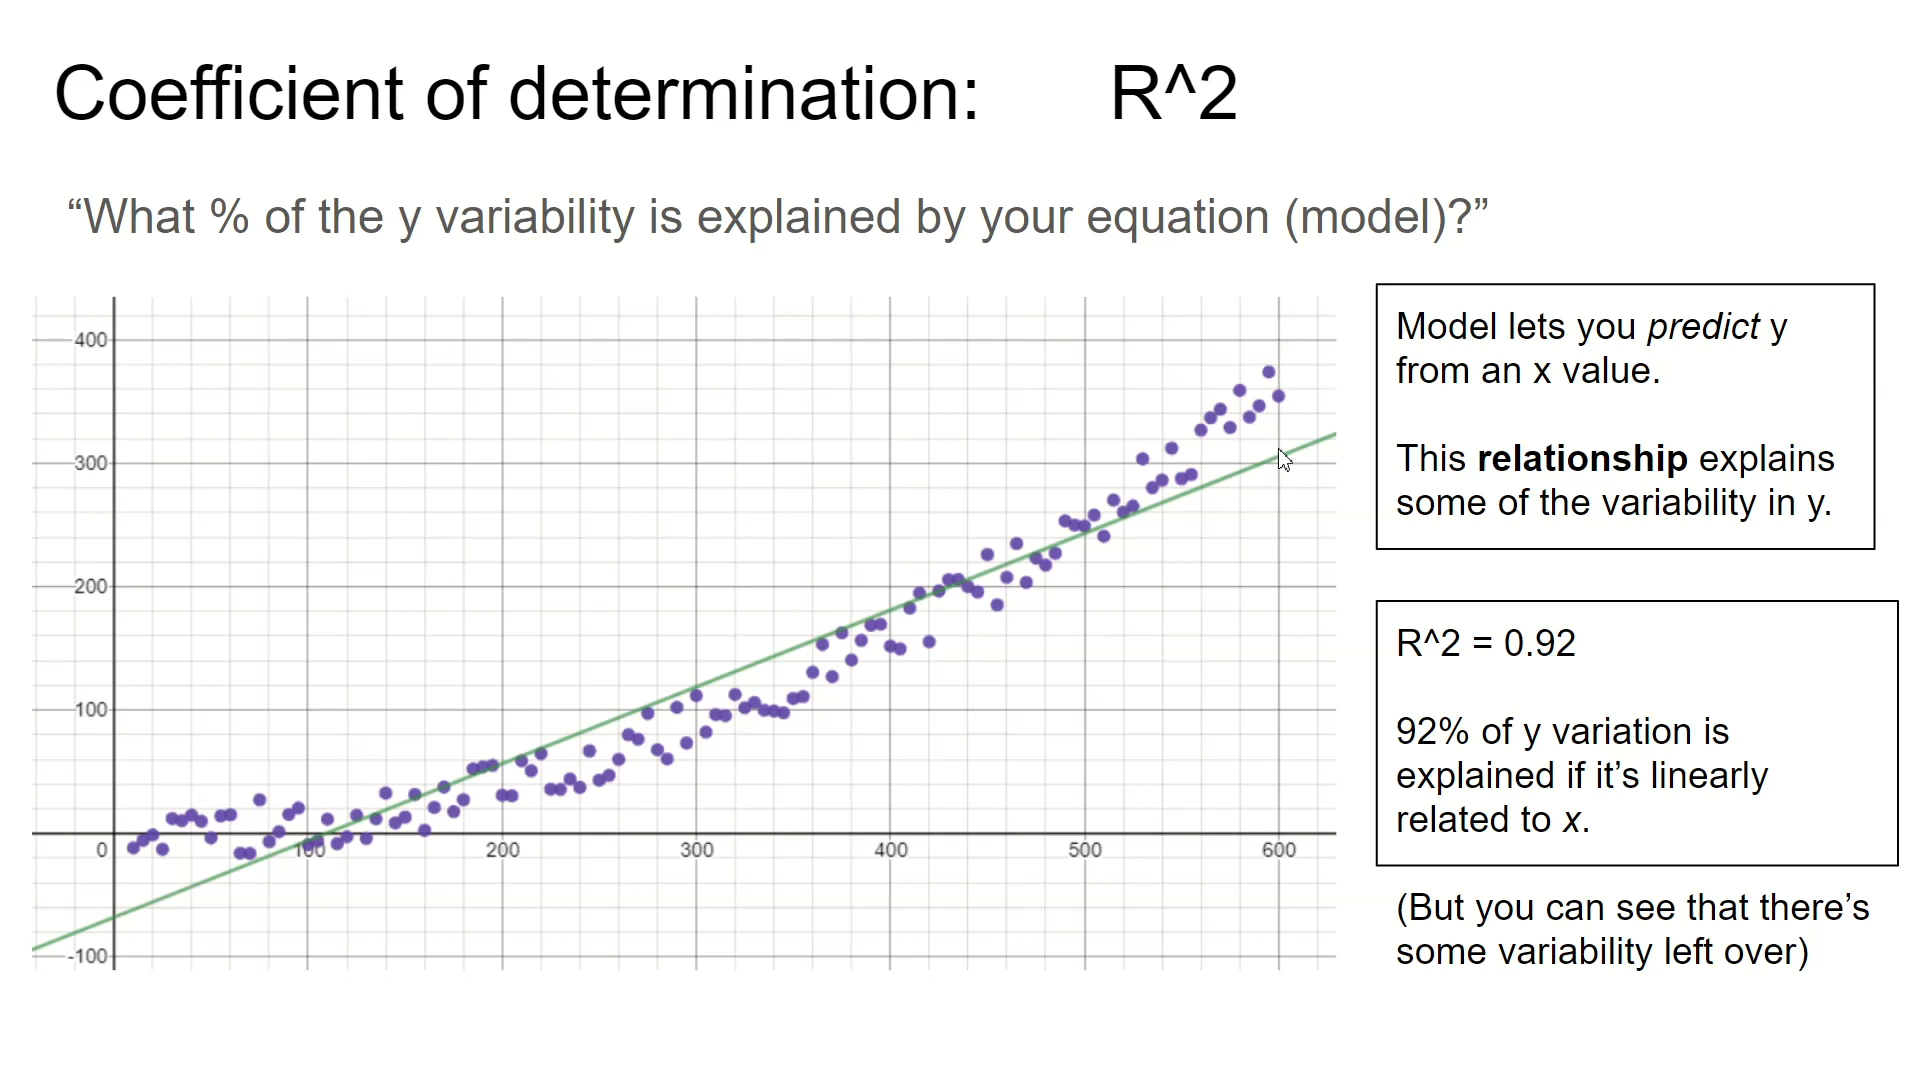 Coefficient of determination: R^2
“What % of the y variability is explained by your equation (model)?”
400
300
200
100
0
100
200
300
400
500
600
-100
Model lets you predict y
from an x value.
This relationship explains
some of the variability in y.
R^2 = 0.92
92% of y variation is
explained if it’s linearly
related to x.
(But you can see that there’s
some variability left over)